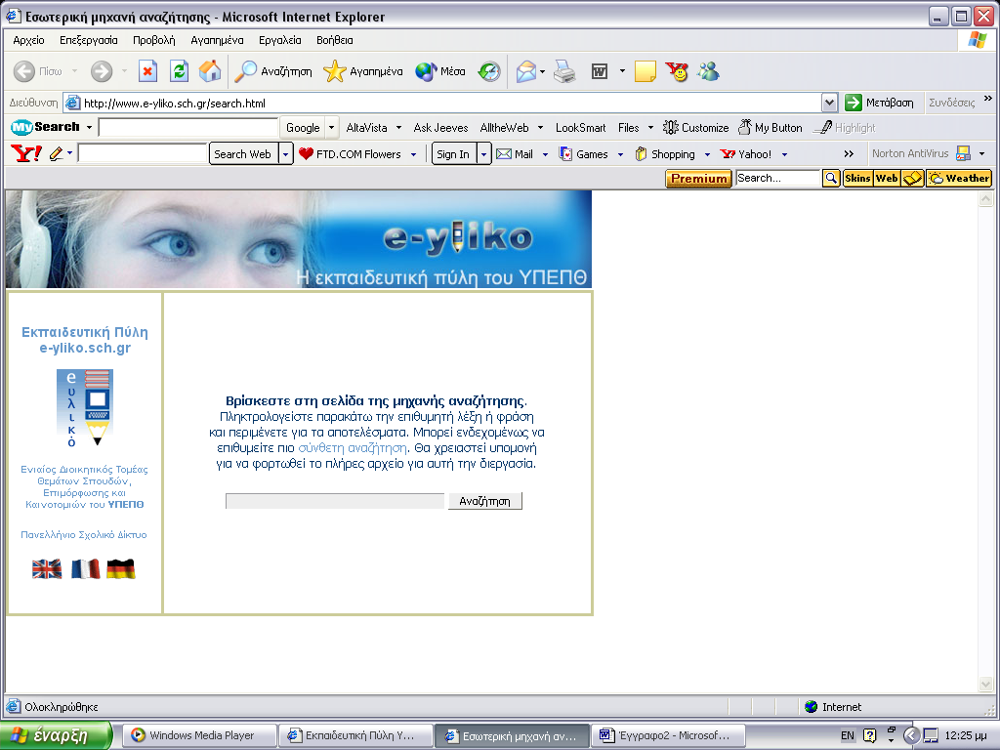 Εσωτερική μηχανή αναζήτησης - Microsoft Internet Explorer
Αρχείο Επεξεργασία Προβολή Αγαπημένα Εργαλεία Βοήθεια
Πίσω Αναζήτηση Αγαπημένα Μέσα
Διεύθυνση http://www.e-yliko.sch.gr/search.html Μετάβαση Συνδέσεις »
My Search Google AltaVista Ask Jeeves AlltheWeb LookSmart Files Customize My Button Highlight
Y! Search Web FTD.COM Flowers Sign In Mail Games Shopping Yahoo! » Norton AntiVirus
Premium Search... Skins Web Weather
e-yliko
Η εκπαιδευτική πύλη του ΥΠΕΠΘ
Εκπαιδευτική Πύλη
e-yliko.sch.gr
e
υ
λ
ι
κ
ό
Ενιαίος Διοικητικός Τομέας
Θεμάτων Σπουδών,
Επιμόρφωσης και
Καινοτομιών του ΥΠΕΠΘ
Πανελλήνιο Σχολικό Δίκτυο
Βρίσκεστε στη σελίδα της μηχανής αναζήτησης.
Πληκτρολογείστε παρακάτω την επιθυμητή λέξη ή φράση
και περιμένετε για τα αποτελέσματα. Μπορεί ενδεχομένως να
επιθυμείτε πιο σύνθετη αναζήτηση. Θα χρειαστεί υπομονή
για να φορτωθεί το πλήρες αρχείο για αυτή την διεργασία.
Αναζήτηση
Ολοκληρώθηκε Internet
έναρξη Windows Media Player Εκπαιδευτική Πύλη Υ... Εσωτερική μηχανή αν... Έγγραφο2 - Microsof... EN 12:25 μμ